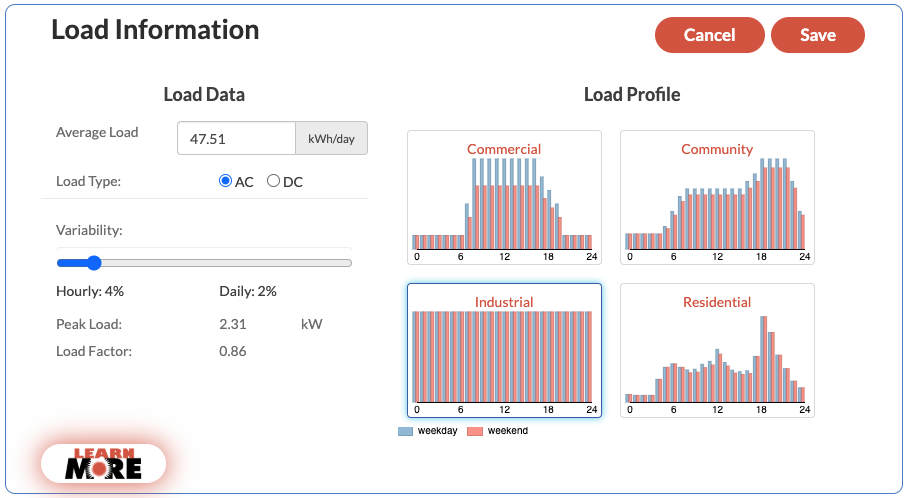 Load Information
Cancel
Save
Load Data
Load Profile
Average Load
47.51
kWh/day
Load Type:
AC
DC
Variability:
Hourly: 4%
Daily: 2%
Peak Load:
2.31
kW
Load Factor:
0.86
Commercial
0 6 12 18 24
Community
0 6 12 18 24
Industrial
0 6 12 18 24
Residential
0 6 12 18 24
weekday
weekend
LEARN
MORE